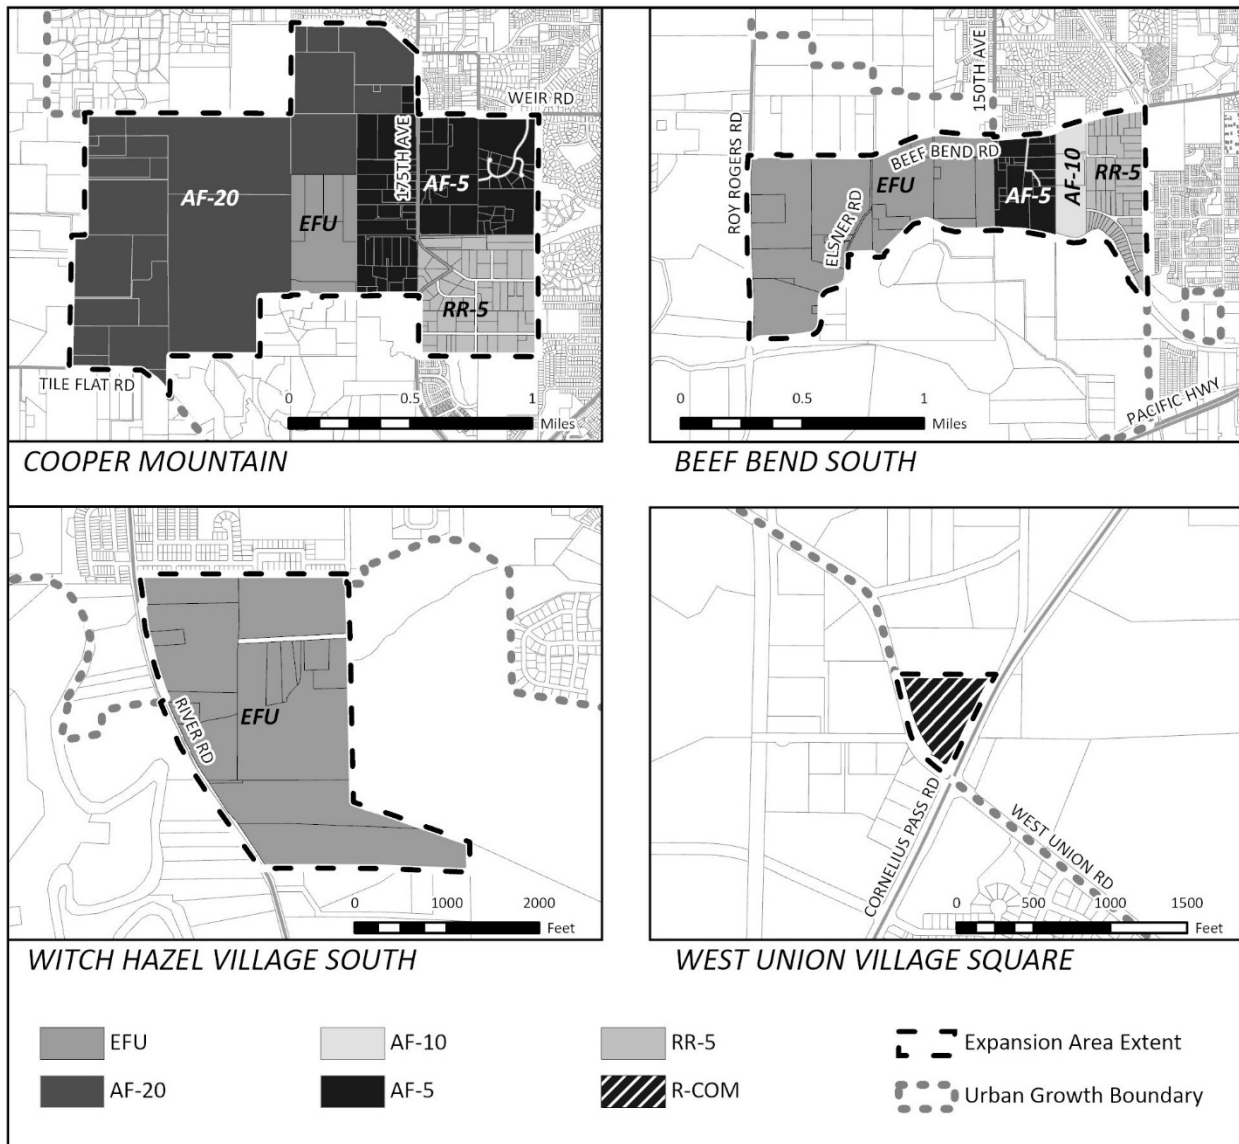 WEIR RD
175TH AVE
AF-20
AF-5
EFU
RR-5
TILE FLAT RD
0 0.5 1
Miles
COOPER MOUNTAIN
150TH AVE
ROY ROGERS RD
BEEF BEND RD
EFU
ELSNER RD
AF-5
AF-10
RR-5
PACIFIC HWY
0 0.5 1
Miles
BEEF BEND SOUTH
RIVER RD
EFU
0 1000 2000
Feet
WITCH HAZEL VILLAGE SOUTH
CORNELIUS PASS RD
WEST UNION RD
0 500 1000 1500
Feet
WEST UNION VILLAGE SQUARE
EFU AF-10 RR-5 Expansion Area Extent
AF-20 AF-5 R-COM Urban Growth Boundary